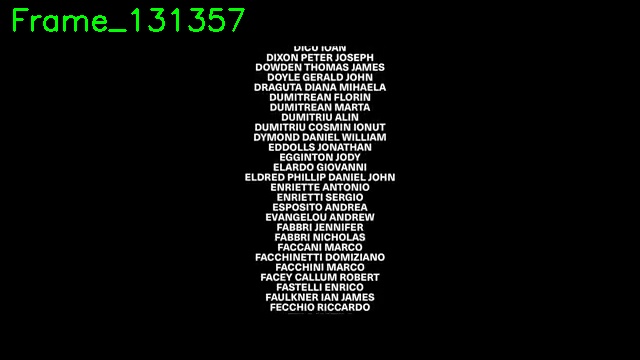 Frame_131357
DICU IOAN
DIXON PETER JOSEPH
DOWDEN THOMAS JAMES
DOYLE GERALD JOHN
DRAGUTA DIANA MIHAELA
DUMITREAN FLORIN
DUMITREAN MARTA
DUMITRIU ALIN
DUMITRIU COSMIN IONUT
DYMOND DANIEL WILLIAM
EDDOLLS JONATHAN
EGGINTON JODY
ELARDO GIOVANNI
ELDRED PHILLIP DANIEL JOHN
ENRIETTE ANTONIO
ENRIETTI SERGIO
ESPOSITO ANDREA
EVANGELOU ANDREW
FABBRI JENNIFER
FABBRI NICHOLAS
FACCANI MARCO
FACCHINETTI DOMIZIANO
FACCHINI MARCO
FACEY CALLUM ROBERT
FASTELLI ENRICO
FAULKNER IAN JAMES
FECCHIO RICCARDO